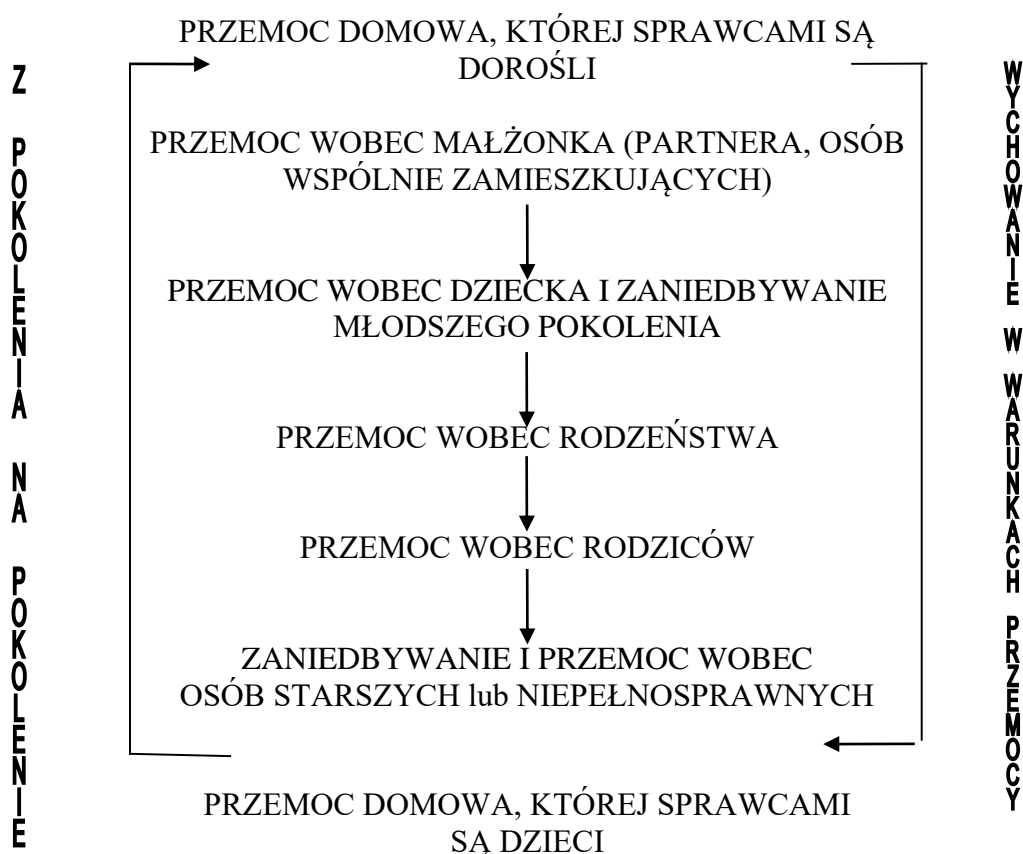 PRZEMOC DOMOWA, KTÓREJ SPRAWCAMI SĄ
DOROŚLI
Z POKOLENIA NA POKOLENIE
WYCHOWANIE W WARUNKACH PRZEMOCY
PRZEMOC WOBEC MAŁŻONKA (PARTNERA, OSÓB
WSPÓLNIE ZAMIESZKUJĄCYCH)
PRZEMOC WOBEC DZIECKA I ZANIEDBYWANIE
MŁODSZEGO POKOLENIA
PRZEMOC WOBEC RODZEŃSTWA
PRZEMOC WOBEC RODZICÓW
ZANIEDBYWANIE I PRZEMOC WOBEC
OSÓB STARSZYCH lub NIEPEŁNOSPRAWNYCH
PRZEMOC DOMOWA, KTÓREJ SPRAWCAMI
SĄ DZIECI